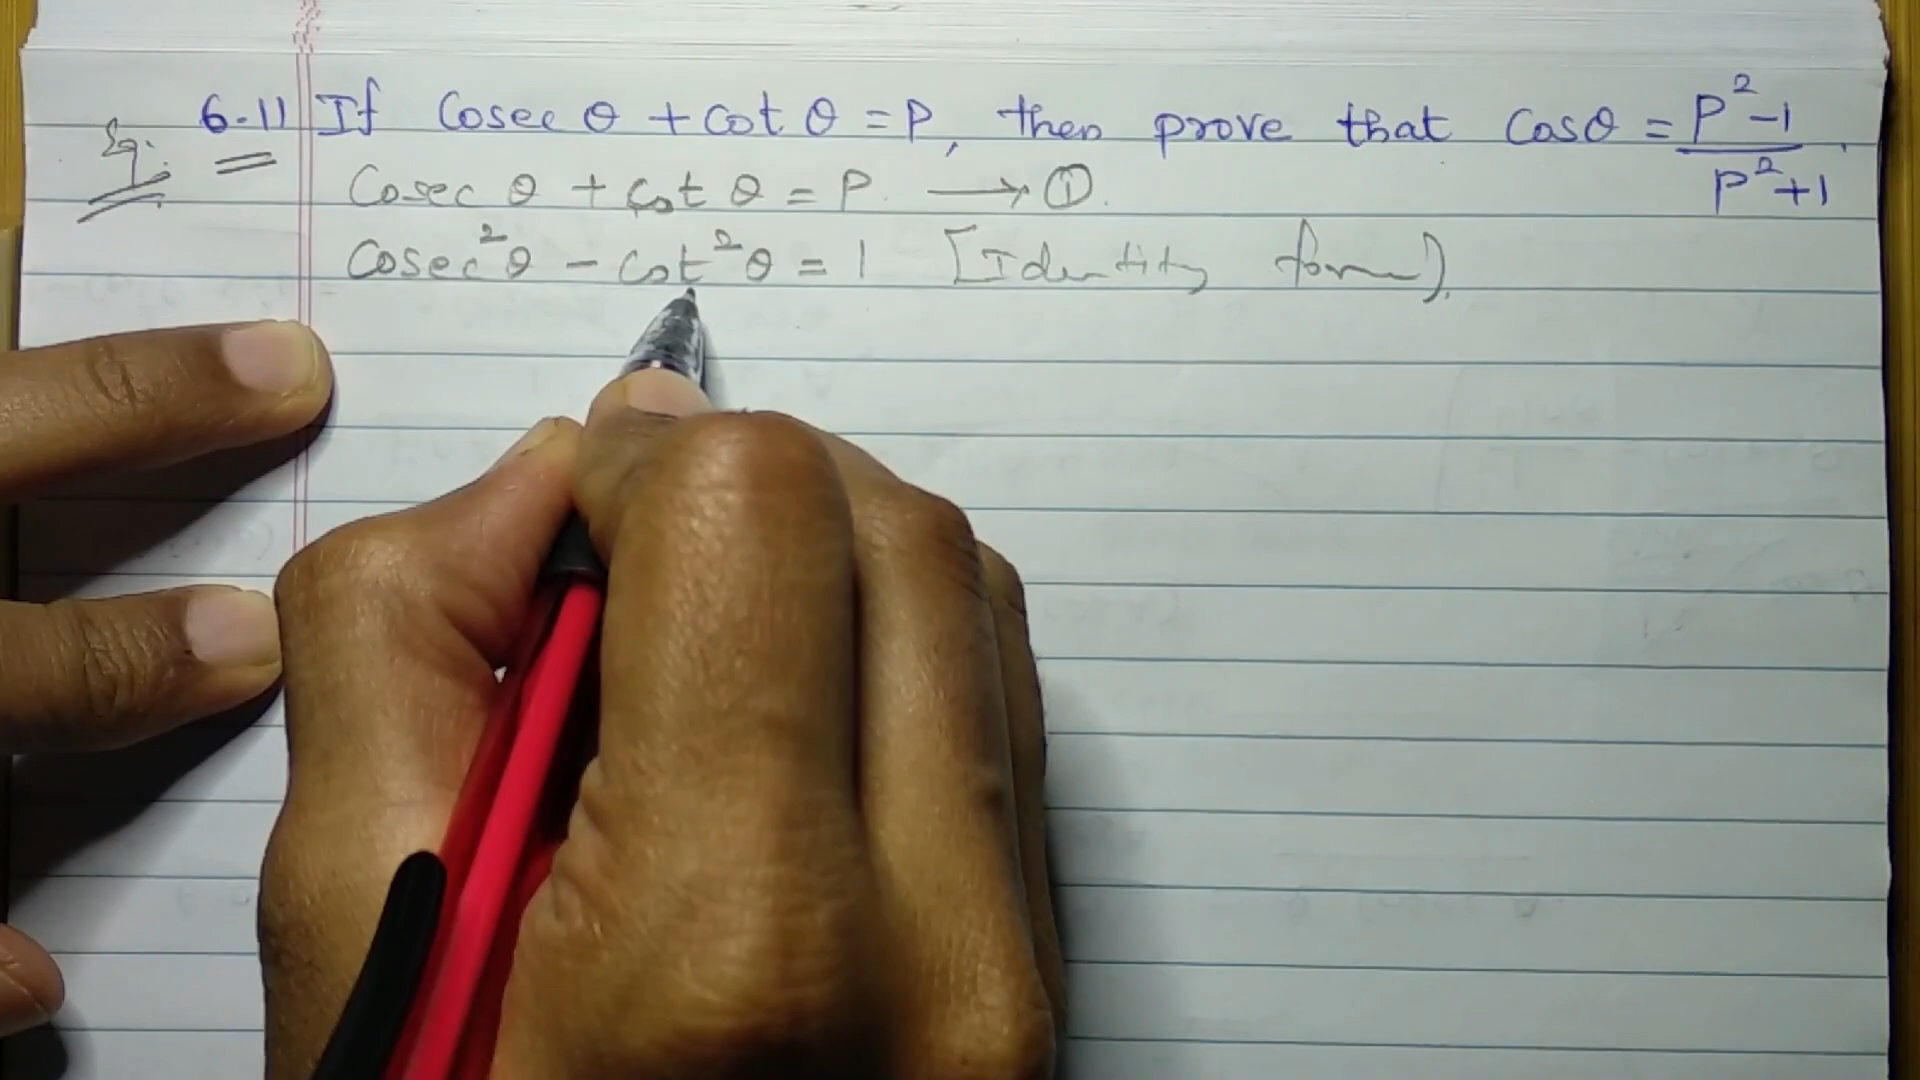 Eg. 6.11 If Cosec θ + cot θ = P, then prove that Cosθ = P²-1 / P²+1.
Cosec θ + cot θ = P. → ①.
Cosec²θ - cot²θ = 1 [Identity form].